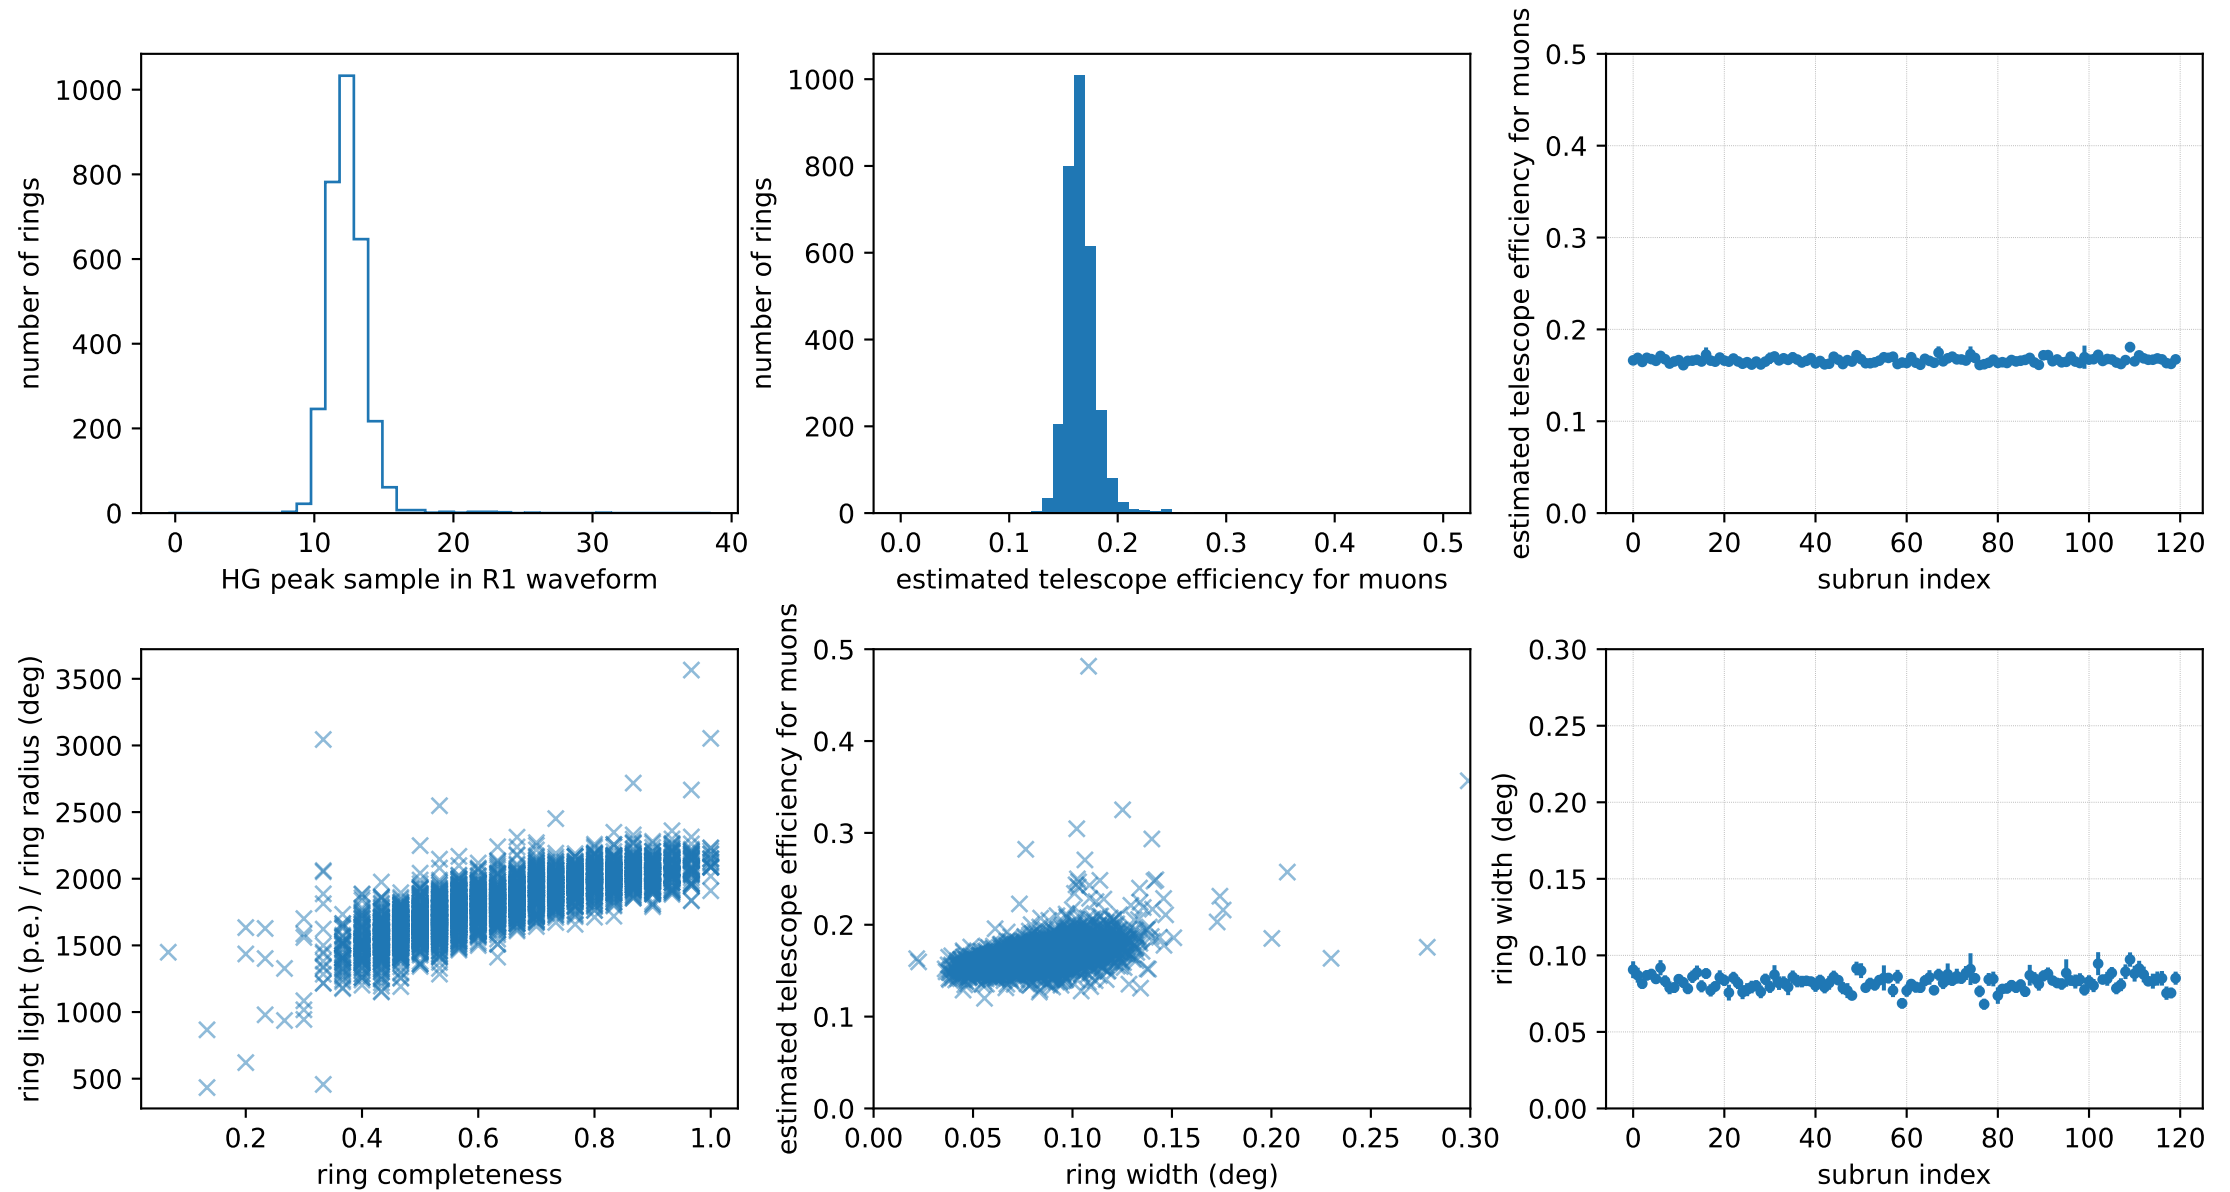 number of rings
1000
800
600
400
200
0
0 10 20 30 40
HG peak sample in R1 waveform
number of rings
1000
800
600
400
200
0
0.0 0.1 0.2 0.3 0.4 0.5
estimated telescope efficiency for muons
estimated telescope efficiency for muons
0.5
0.4
0.3
0.2
0.1
0.0
0 20 40 60 80 100 120
subrun index
ring light (p.e.) / ring radius (deg)
3500
3000
2500
2000
1500
1000
500
0.2 0.4 0.6 0.8 1.0
ring completeness
estimated telescope efficiency for muons
0.5
0.4
0.3
0.2
0.1
0.0
0.00 0.05 0.10 0.15 0.20 0.25 0.30
ring width (deg)
ring width (deg)
0.30
0.25
0.20
0.15
0.10
0.05
0.00
0 20 40 60 80 100 120
subrun index